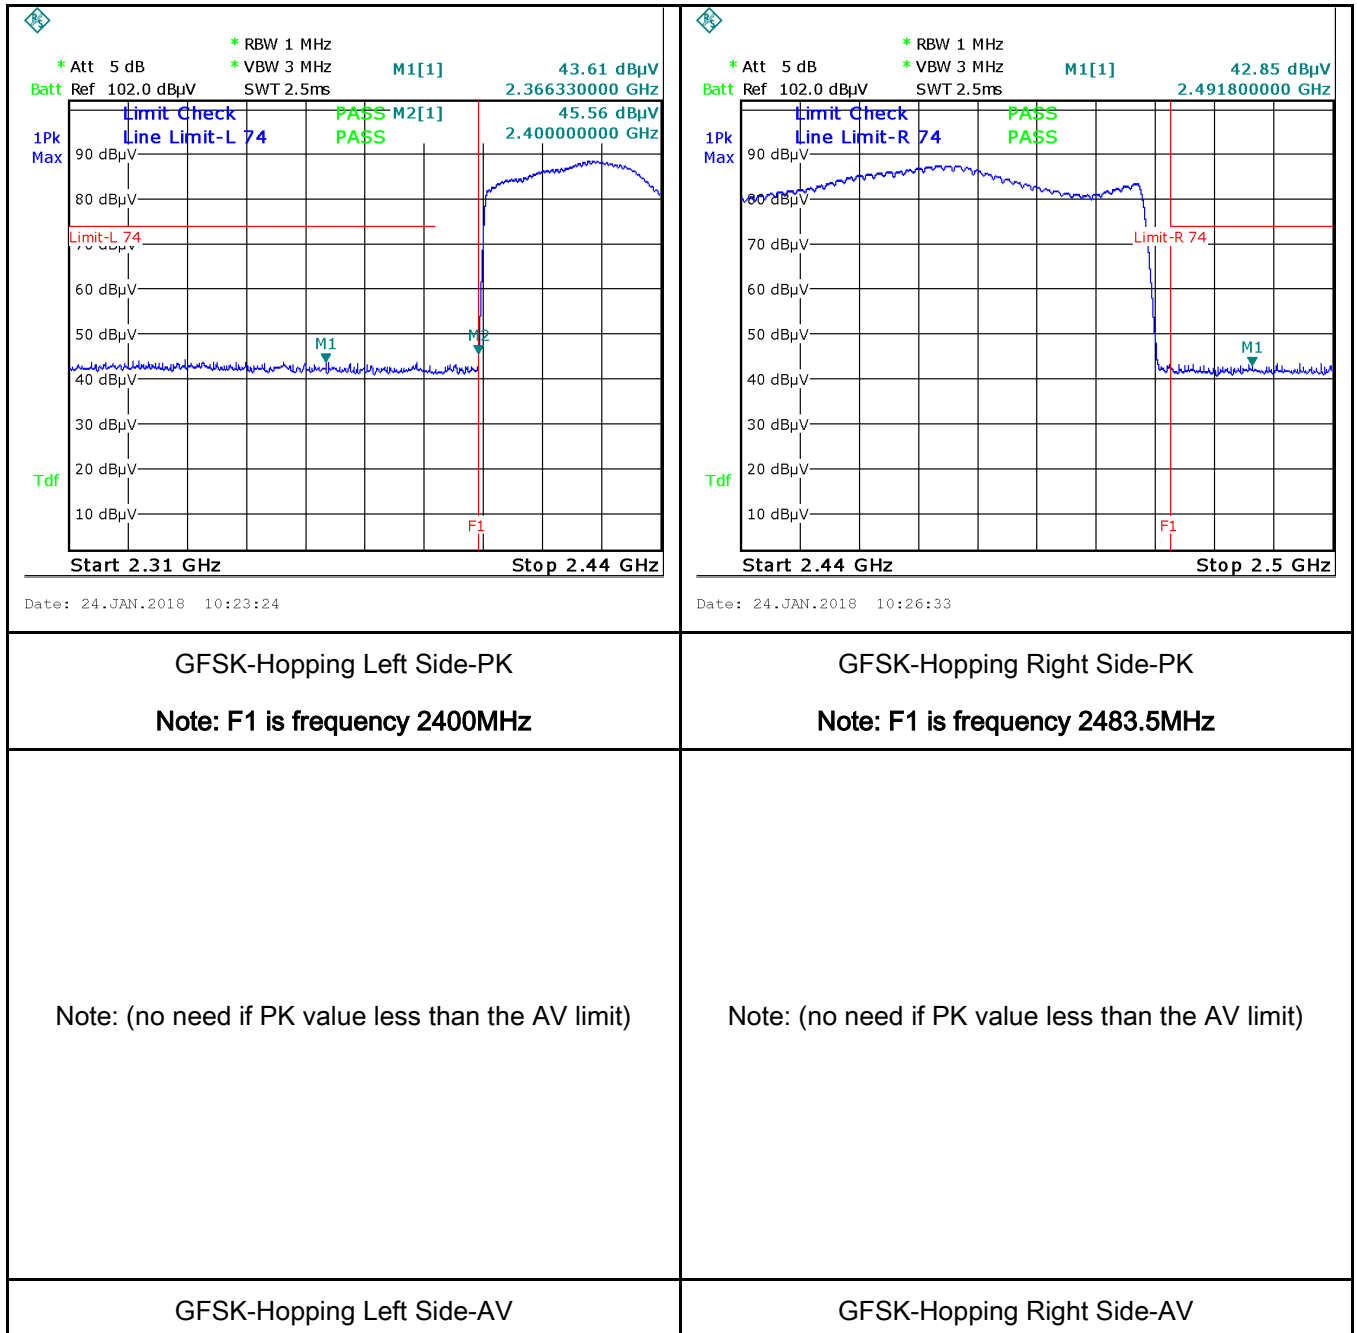 * RBW 1 MHz
* Att 5 dB * VBW 3 MHz M1[1] 43.61 dBµV
Batt Ref 102.0 dBµV SWT 2.5ms 2.366330000 GHz
Limit Check PASS M2[1] 45.56 dBµV
1Pk Line Limit-L 74 PASS 2.400000000 GHz
Max
90 dBµV
80 dBµV
Limit-L 74
70 dBµV
60 dBµV
50 dBµV
M1
M2
40 dBµV
30 dBµV
20 dBµV
Tdf
10 dBµV
F1
Start 2.31 GHz Stop 2.44 GHz
Date: 24.JAN.2018 10:23:24
* RBW 1 MHz
* Att 5 dB * VBW 3 MHz M1[1] 42.85 dBµV
Batt Ref 102.0 dBµV SWT 2.5ms 2.491800000 GHz
Limit Check PASS
1Pk Line Limit-R 74 PASS
Max
90 dBµV
80 dBµV
Limit-R 74
70 dBµV
60 dBµV
50 dBµV
M1
40 dBµV
30 dBµV
20 dBµV
Tdf
10 dBµV
F1
Start 2.44 GHz Stop 2.5 GHz
Date: 24.JAN.2018 10:26:33
GFSK-Hopping Left Side-PK
Note: F1 is frequency 2400MHz
GFSK-Hopping Right Side-PK
Note: F1 is frequency 2483.5MHz
Note: (no need if PK value less than the AV limit)
Note: (no need if PK value less than the AV limit)
GFSK-Hopping Left Side-AV
GFSK-Hopping Right Side-AV